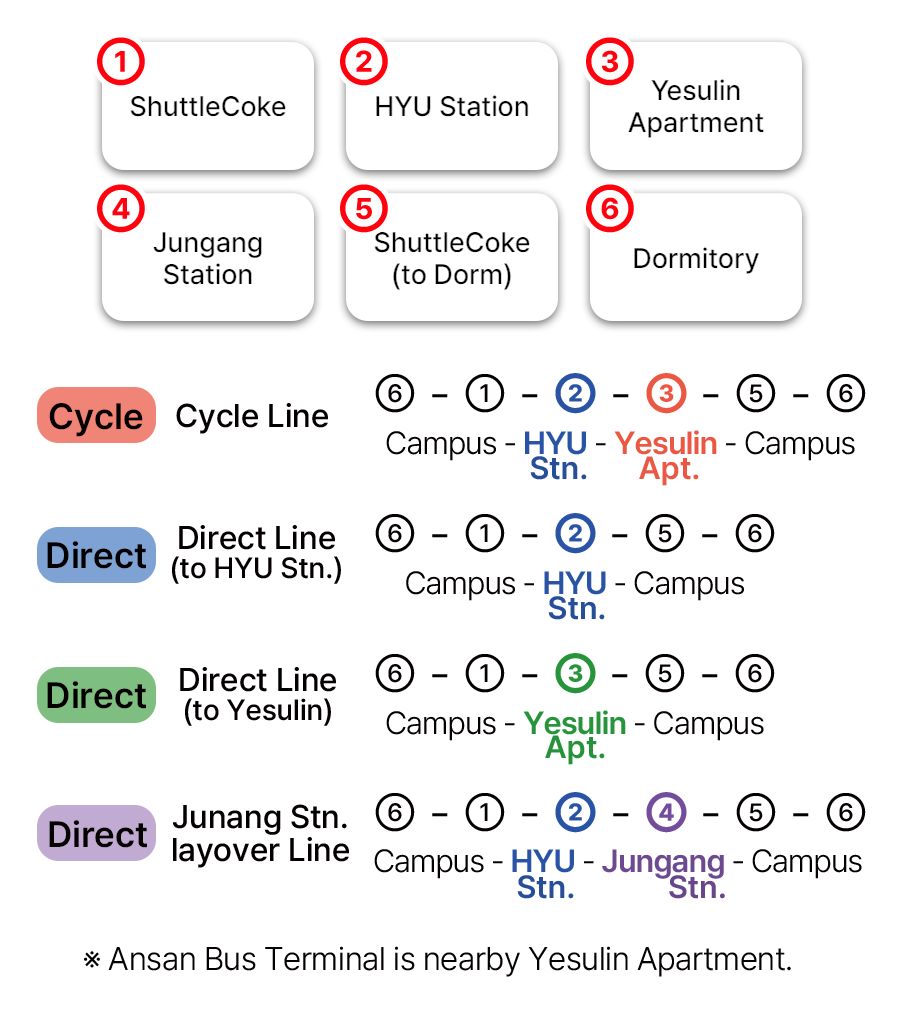 1
2
3
ShuttleCoke
HYU Station
Yesulin
Apartment
4
5
6
Jungang
Station
ShuttleCoke
(to Dorm)
Dormitory
Cycle
Cycle Line
6 – 1 – 2 – 3 – 5 – 6
Campus - HYU Stn. - Yesulin Apt. - Campus
Direct
Direct Line
(to HYU Stn.)
6 – 1 – 2 – 5 – 6
Campus - HYU Stn. - Campus
Direct
Direct Line
(to Yesulin)
6 – 1 – 3 – 5 – 6
Campus - Yesulin Apt. - Campus
Direct
Junang Stn.
layover Line
6 – 1 – 2 – 4 – 5 – 6
Campus - HYU Stn. - Jungang Stn. - Campus
※ Ansan Bus Terminal is nearby Yesulin Apartment.